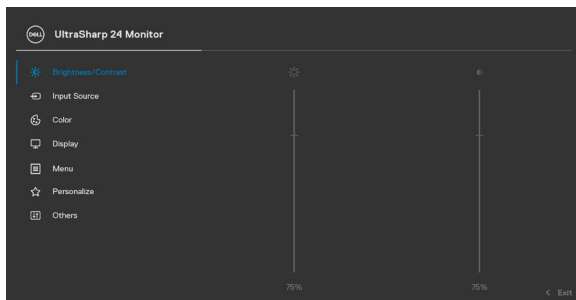 DELL UltraSharp 24 Monitor
Brightness/Contrast
Input Source
Color
Display
Menu
Personalize
Others
75% 75%
< Exit